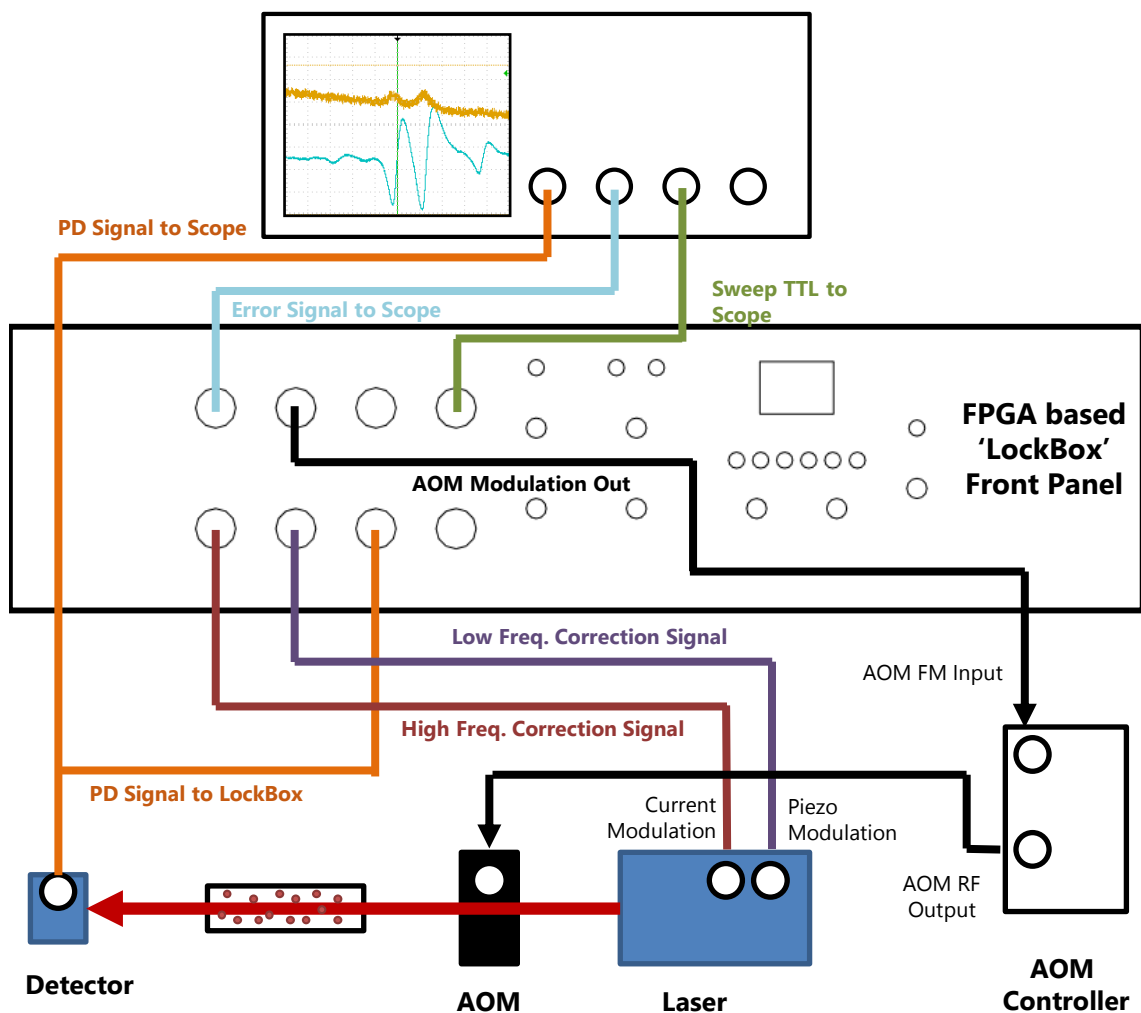 PD Signal to Scope
Error Signal to Scope
Sweep TTL to
Scope
FPGA based
‘LockBox’
Front Panel
AOM Modulation Out
Low Freq. Correction Signal
AOM FM Input
High Freq. Correction Signal
PD Signal to LockBox
Current
Modulation
Piezo
Modulation
AOM RF
Output
Detector
AOM
Laser
AOM
Controller